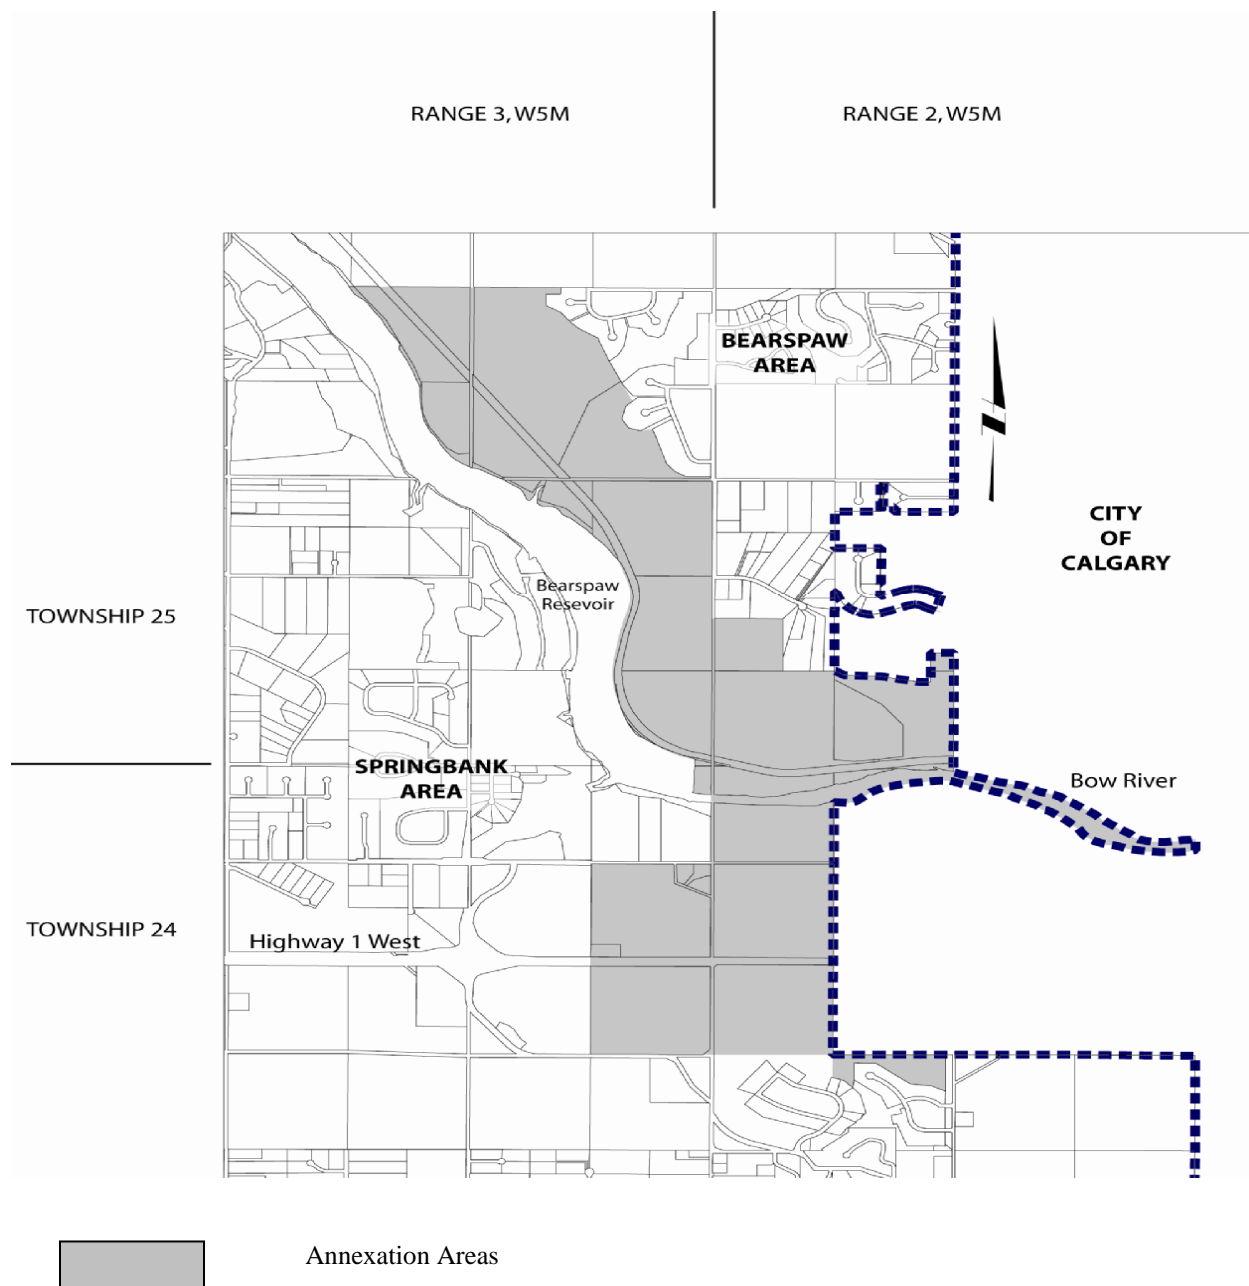 RANGE 3, W5M
RANGE 2, W5M
BEARSPAW
AREA
CITY
OF
CALGARY
Bearspaw
Resevoir
TOWNSHIP 25
SPRINGBANK
AREA
Bow River
TOWNSHIP 24
Highway 1 West
Annexation Areas